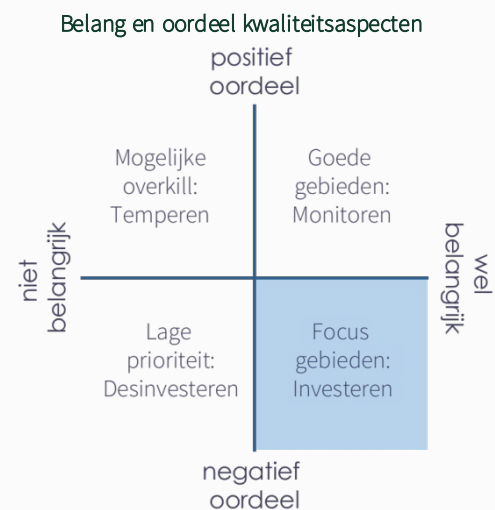 Belang en oordeel kwaliteitsaspecten
positief
oordeel
Mogelijke
overkill:
Temperen
Goede
gebieden:
Monitoren
niet
belangrijk
wel
belangrijk
Lage
prioriteit:
Desinvesteren
Focus
gebieden:
Investeren
negatief
oordeel